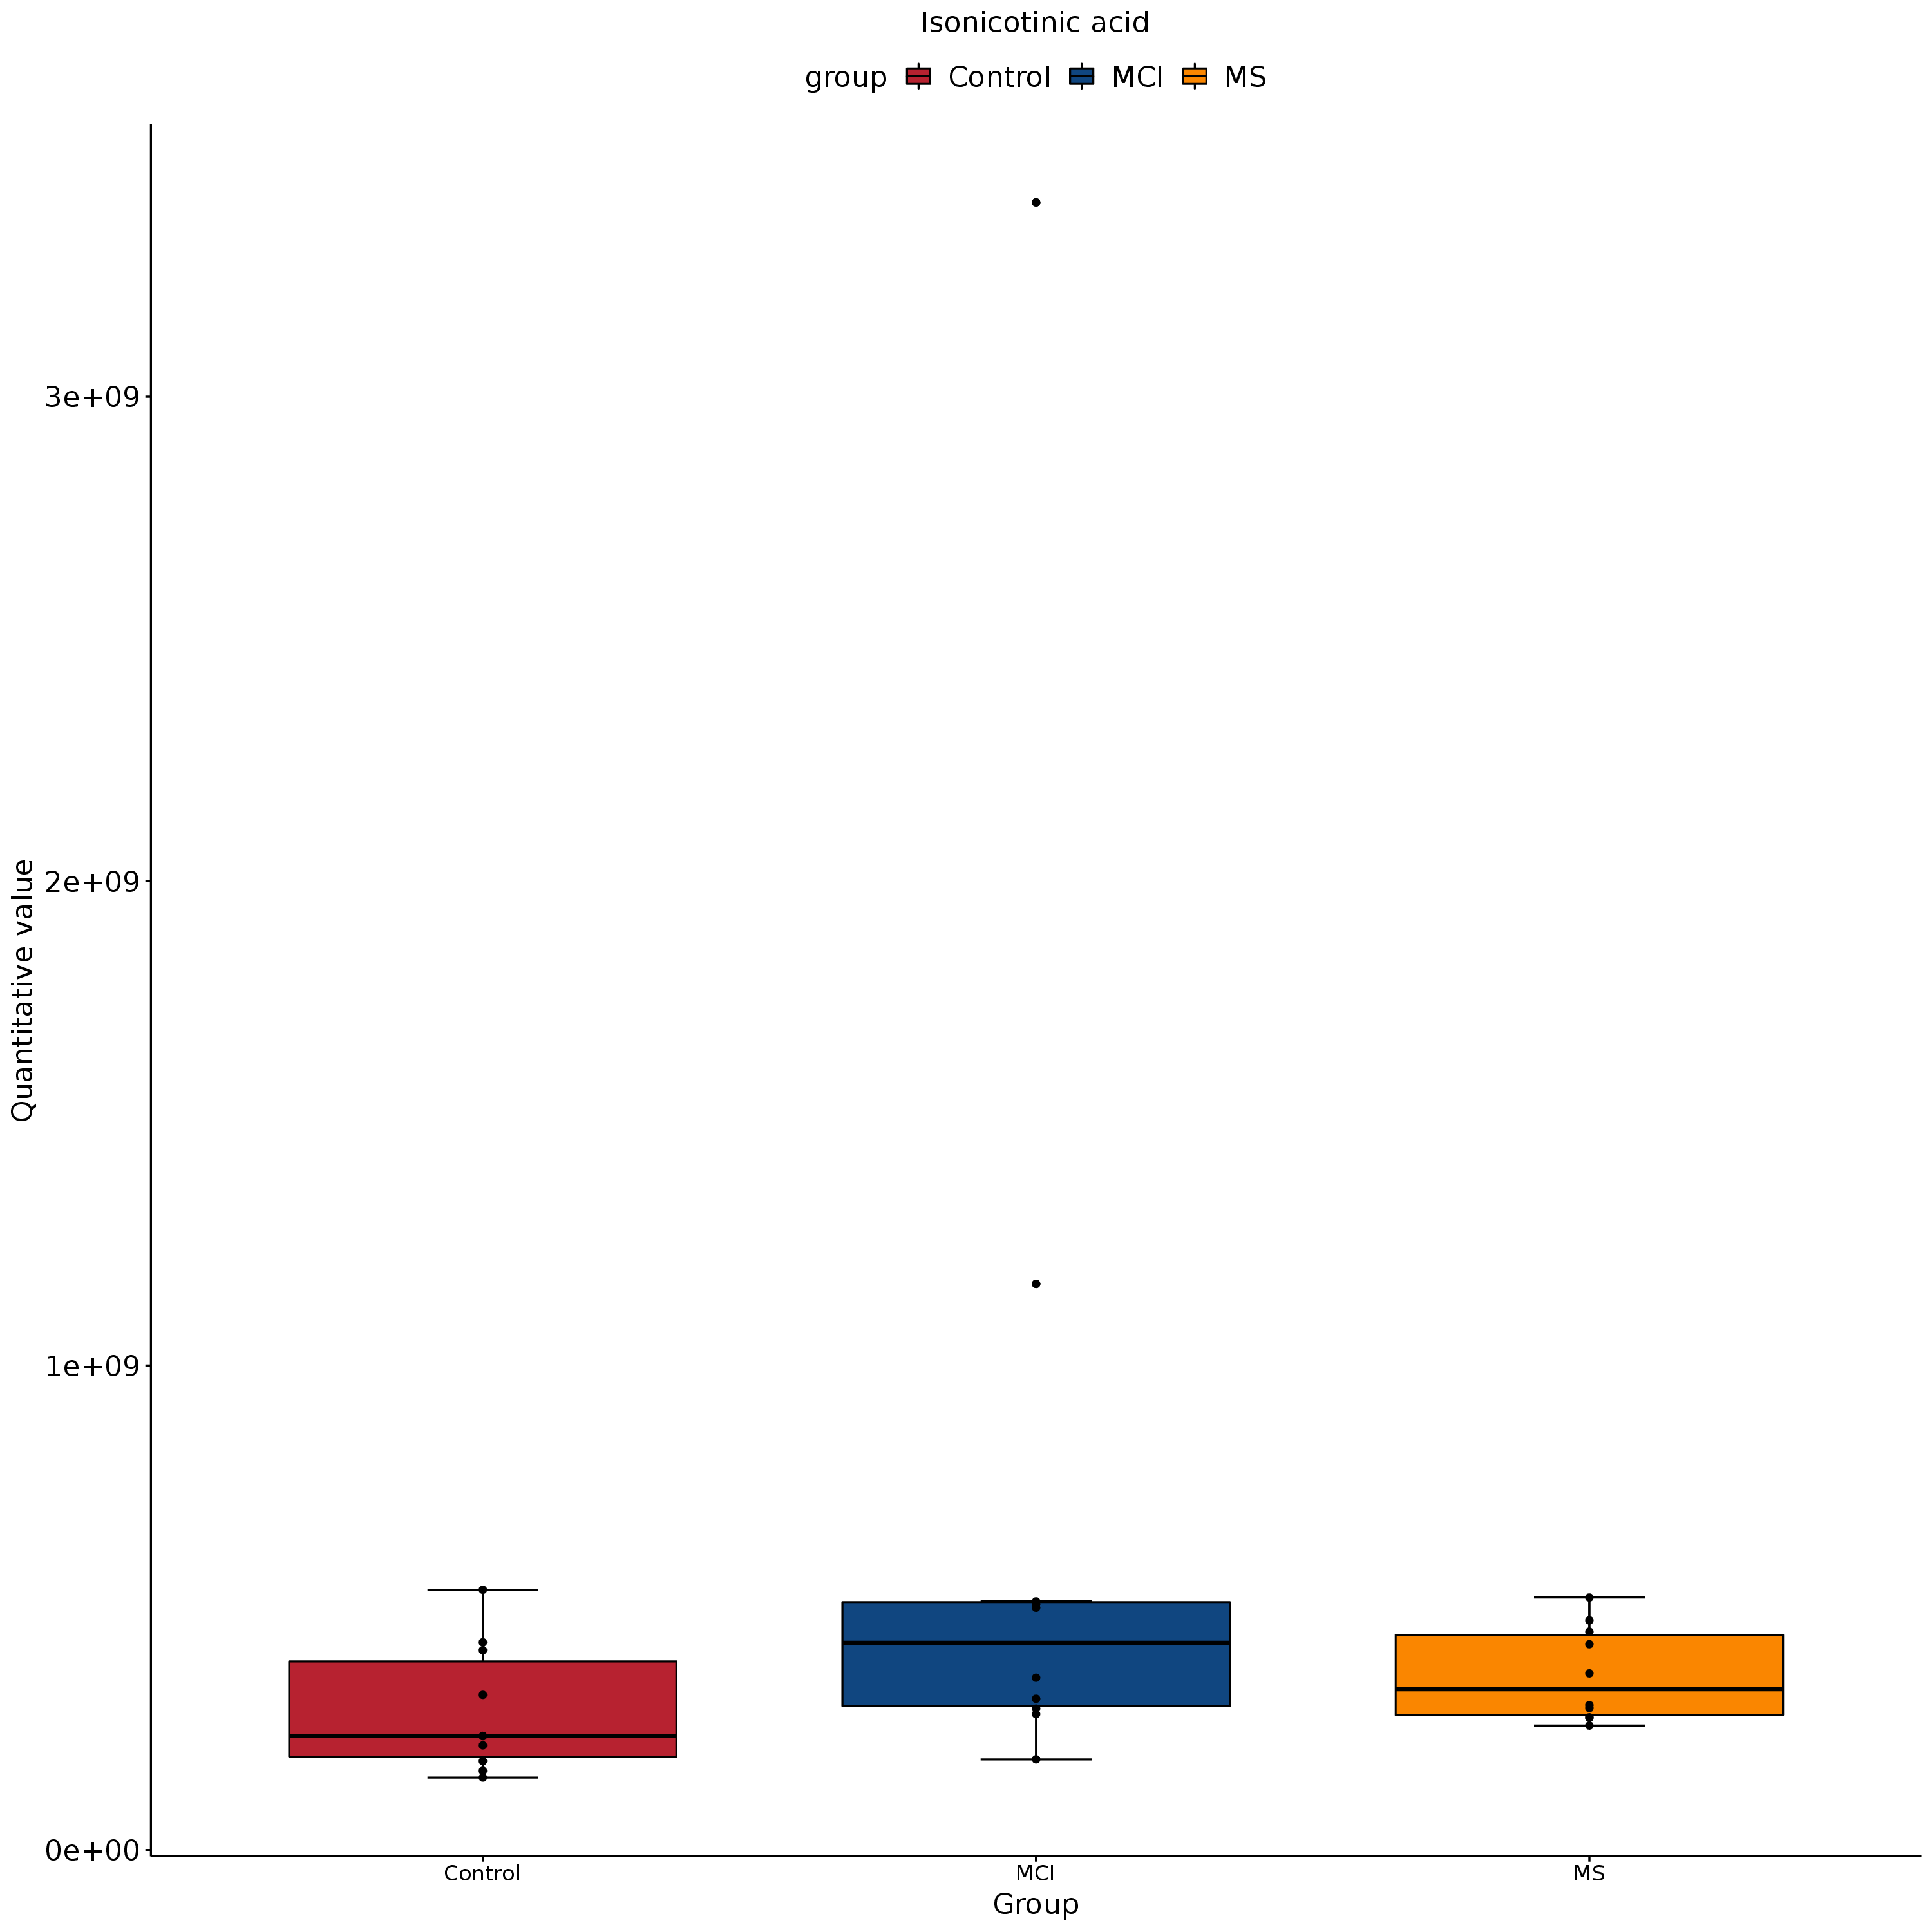 Isonicotinic acid
group Control MCI MS
Quantitative value
3e+09
2e+09
1e+09
0e+00
Control MCI MS
Group